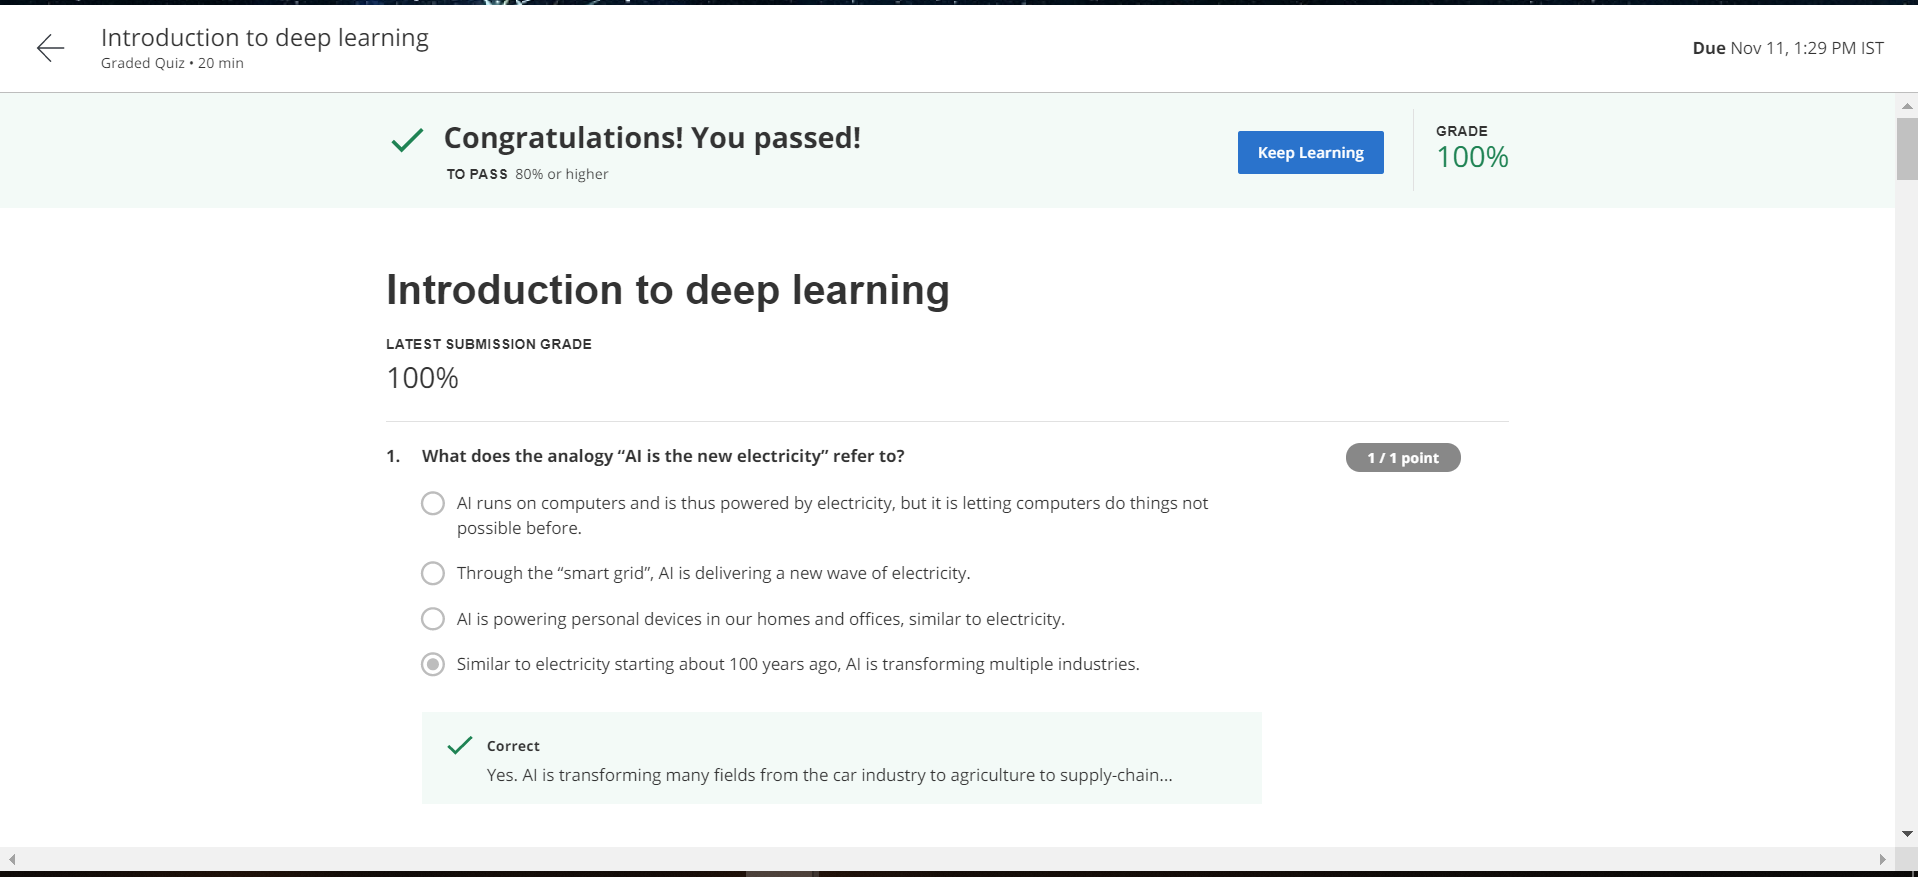 Introduction to deep learning
Graded Quiz • 20 min
Due Nov 11, 1:29 PM IST
Congratulations! You passed!
TO PASS 80% or higher
Keep Learning
GRADE
100%
Introduction to deep learning
LATEST SUBMISSION GRADE
100%
1. What does the analogy “AI is the new electricity” refer to?
1 / 1 point
AI runs on computers and is thus powered by electricity, but it is letting computers do things not
possible before.
Through the “smart grid”, AI is delivering a new wave of electricity.
AI is powering personal devices in our homes and offices, similar to electricity.
Similar to electricity starting about 100 years ago, AI is transforming multiple industries.
Correct
Yes. AI is transforming many fields from the car industry to agriculture to supply-chain...